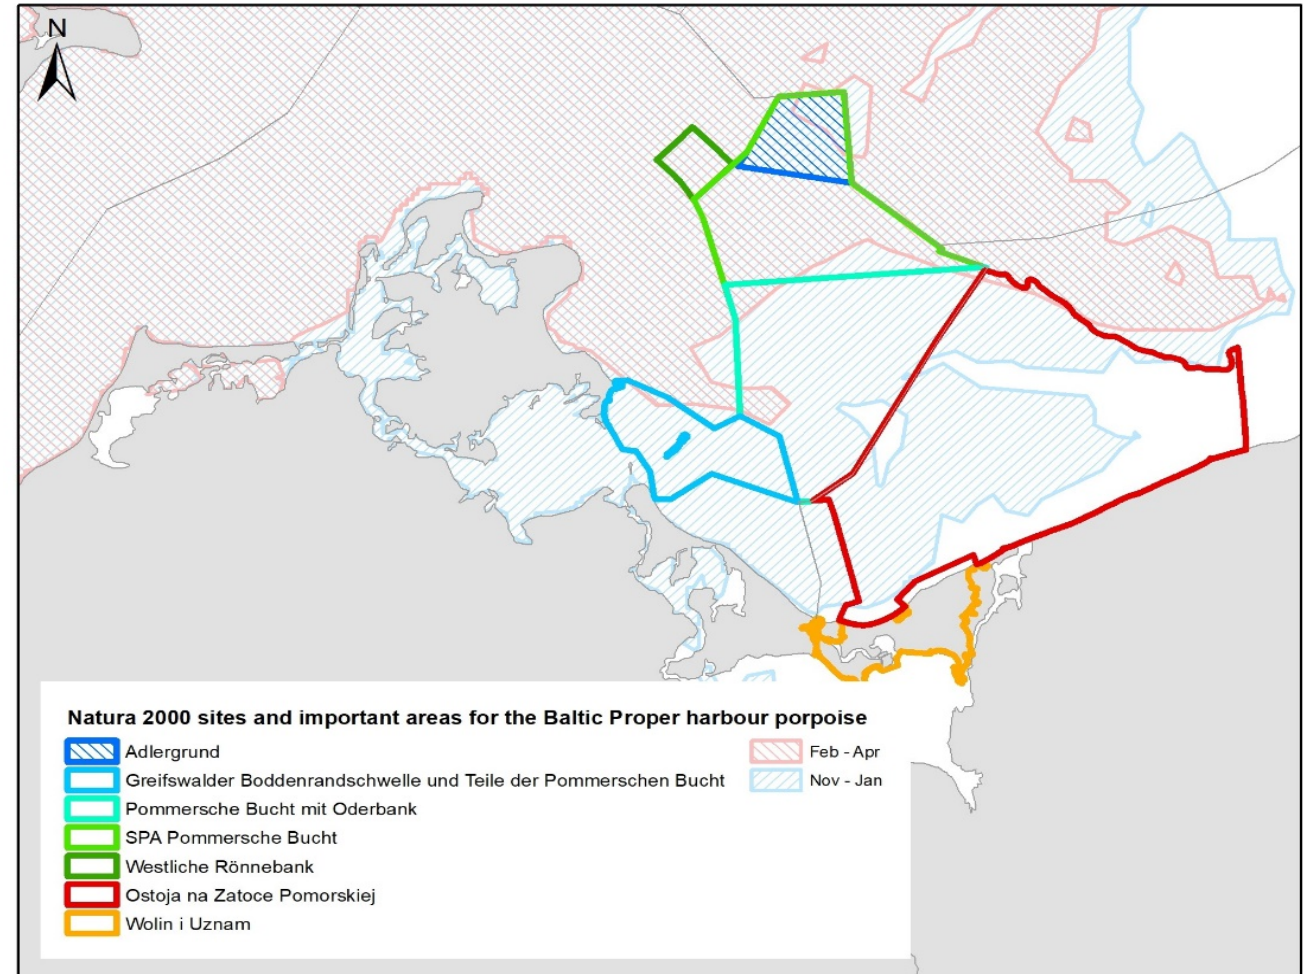 N
Natura 2000 sites and important areas for the Baltic Proper harbour porpoise
Adlergrund
Greifswalder Boddenrandschwelle und Teile der Pommerschen Bucht
Pommersche Bucht mit Oderbank
SPA Pommersche Bucht
Westliche Rönnebank
Ostoja na Zatoce Pomorskiej
Wolin i Uznam
Feb - Apr
Nov - Jan